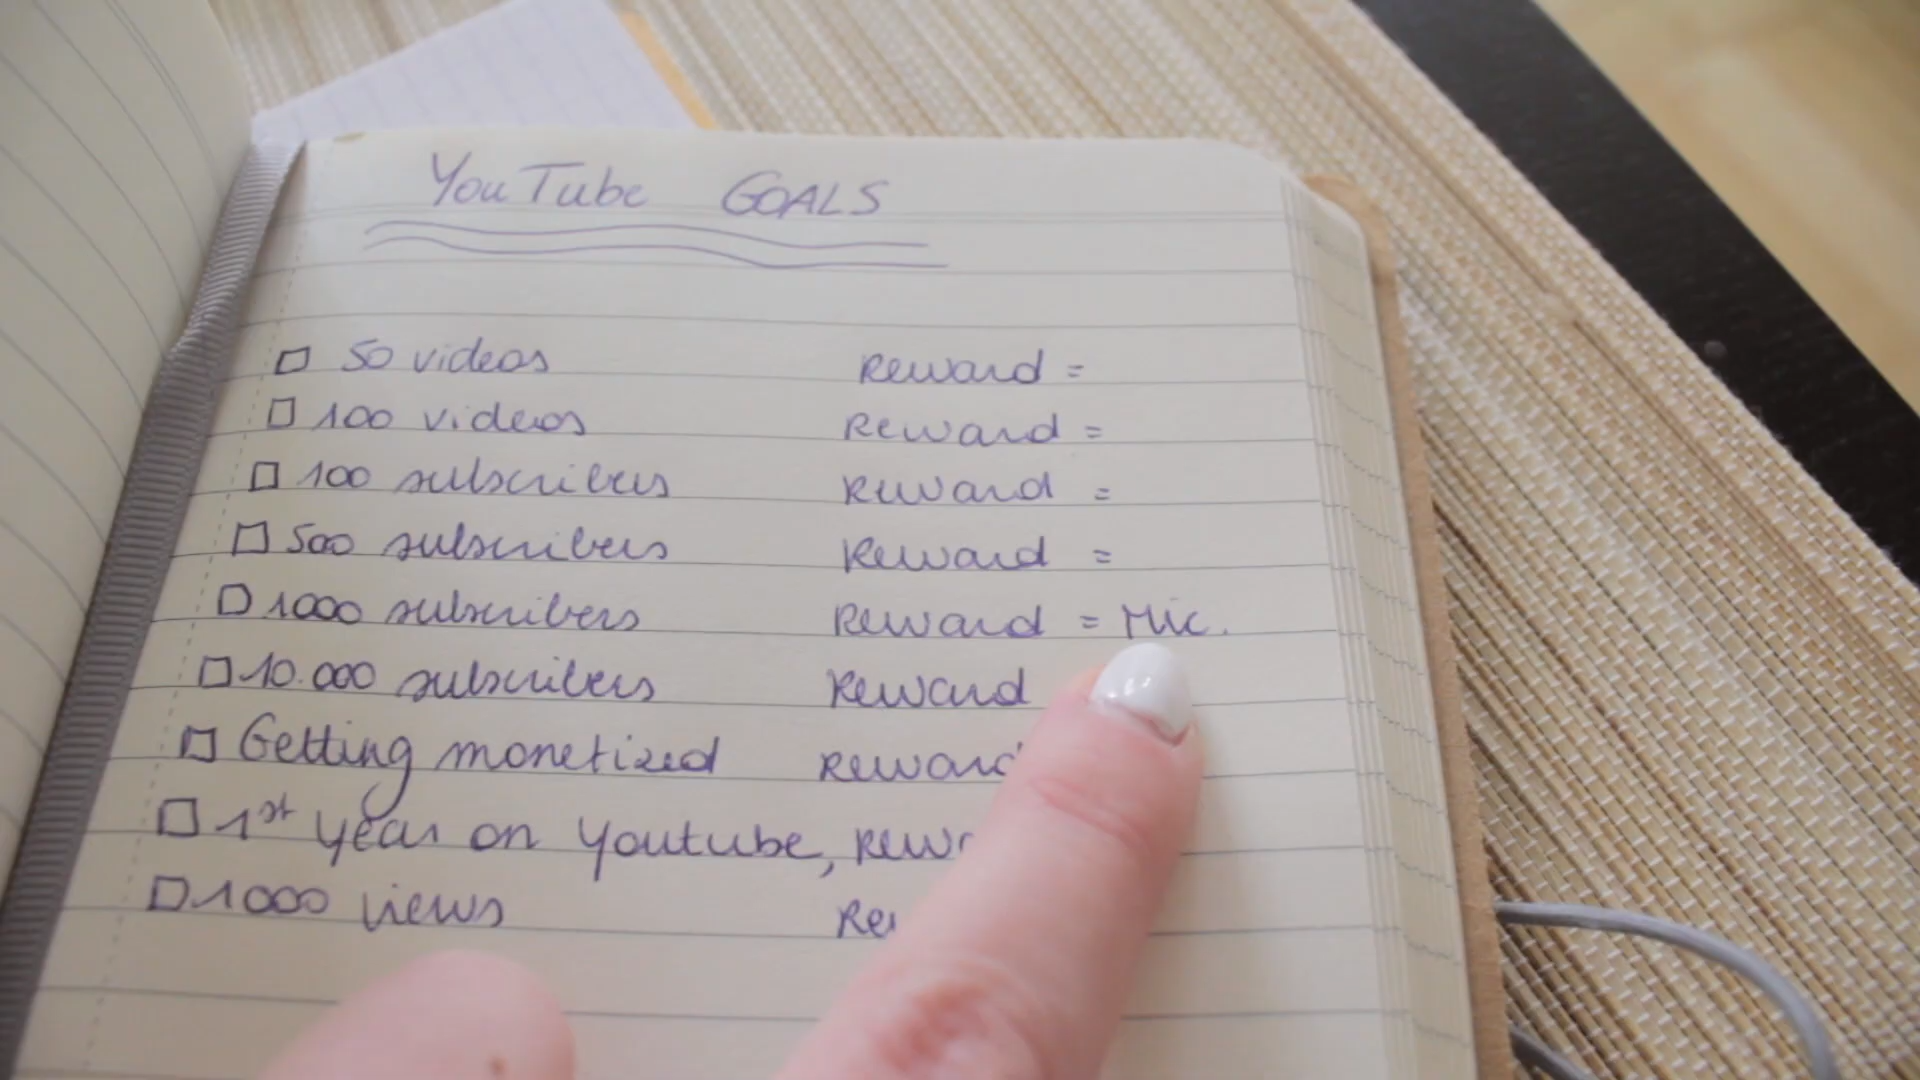 YouTube GOALS
50 videos Reward =
100 videos Reward =
100 subscribers Reward =
500 subscribers Reward =
1000 subscribers Reward = Mic.
10.000 subscribers Reward
Getting monetized Reward
1st year on Youtube,
1000 views